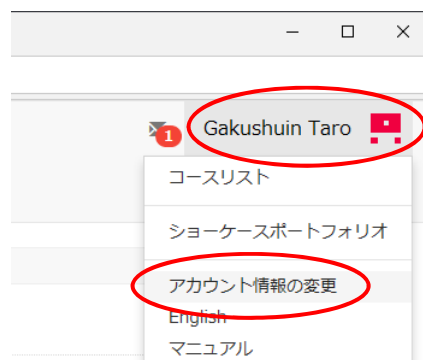 1
Gakushuin Taro
コースリスト
ショーケースポートフォリオ
アカウント情報の変更
English
マニュアル